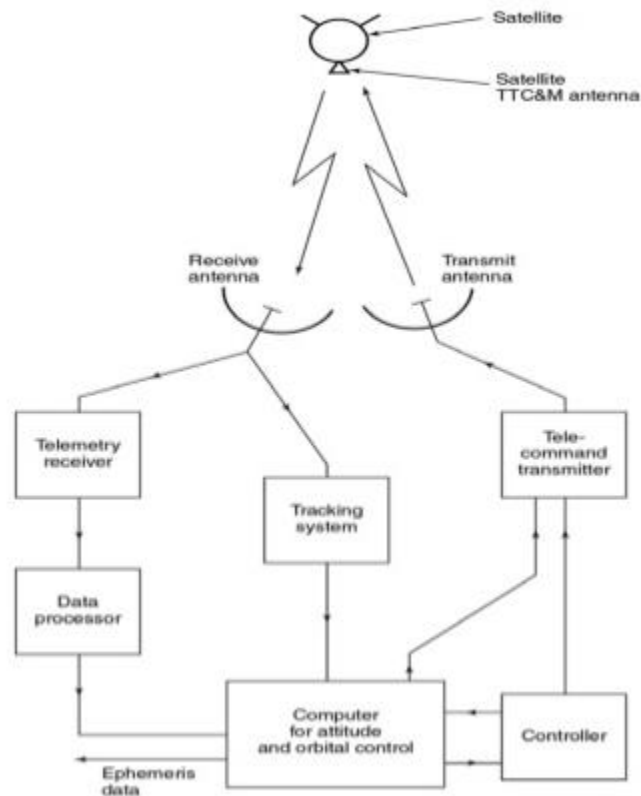 Satellite
Satellite
TTC&M antenna
Receive
antenna
Transmit
antenna
Telemetry
receiver
Tele-
command
transmitter
Tracking
system
Data
processor
Computer
for attitude
and orbital control
Controller
Ephemeris
data